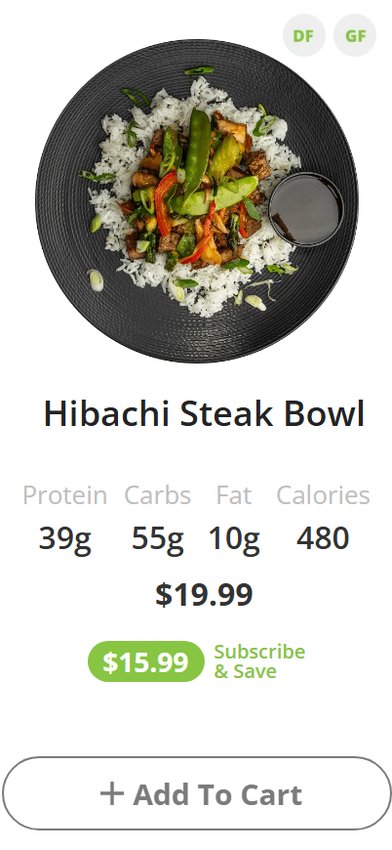 DF GF
Hibachi Steak Bowl
Protein Carbs Fat Calories
39g 55g 10g 480
$19.99
$15.99 Subscribe
& Save
+ Add To Cart